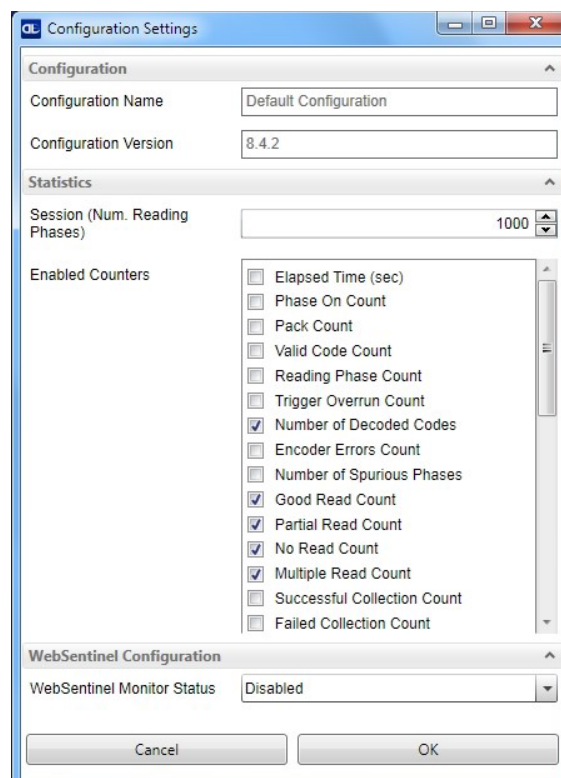 Configuration Settings
Configuration
Configuration Name
Default Configuration
Configuration Version
8.4.2
Statistics
Session (Num. Reading
Phases)
1000
Enabled Counters
Elapsed Time (sec)
Phase On Count
Pack Count
Valid Code Count
Reading Phase Count
Trigger Overrun Count
Number of Decoded Codes
Encoder Errors Count
Number of Spurious Phases
Good Read Count
Partial Read Count
No Read Count
Multiple Read Count
Successful Collection Count
Failed Collection Count
WebSentinel Configuration
WebSentinel Monitor Status
Disabled
Cancel
OK